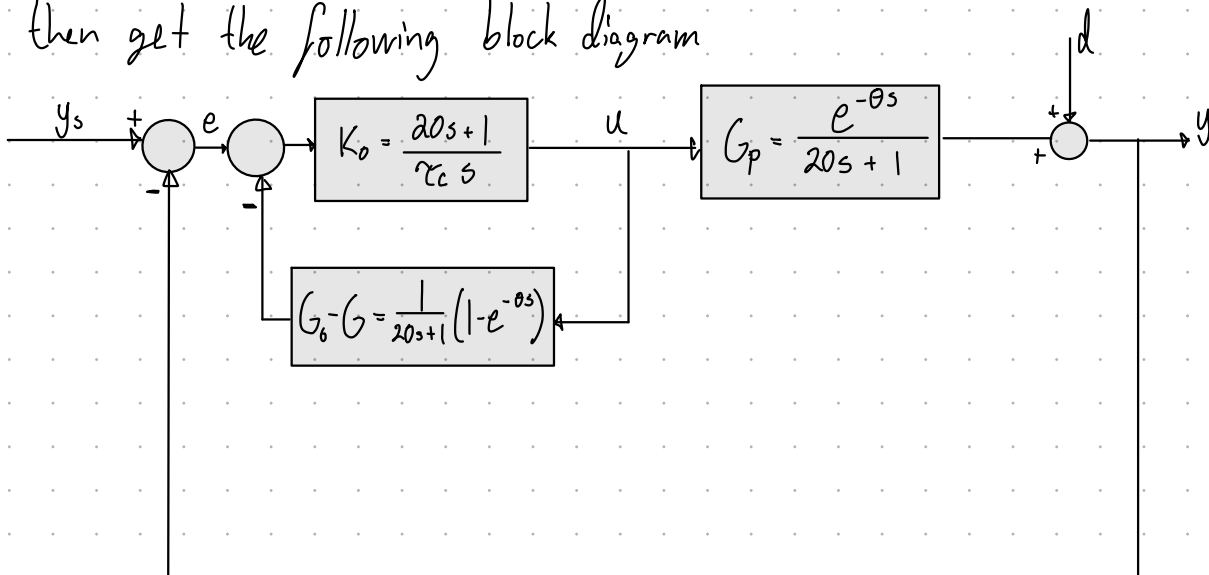 then get the following block diagram
d
ys + e u y
K₀ = (20s + 1)/(τc s)
Gp = e^(-θs)/(20s + 1)
+
+
-
-
G₀-G = 1/(20s+1) (1-e^(-θs))